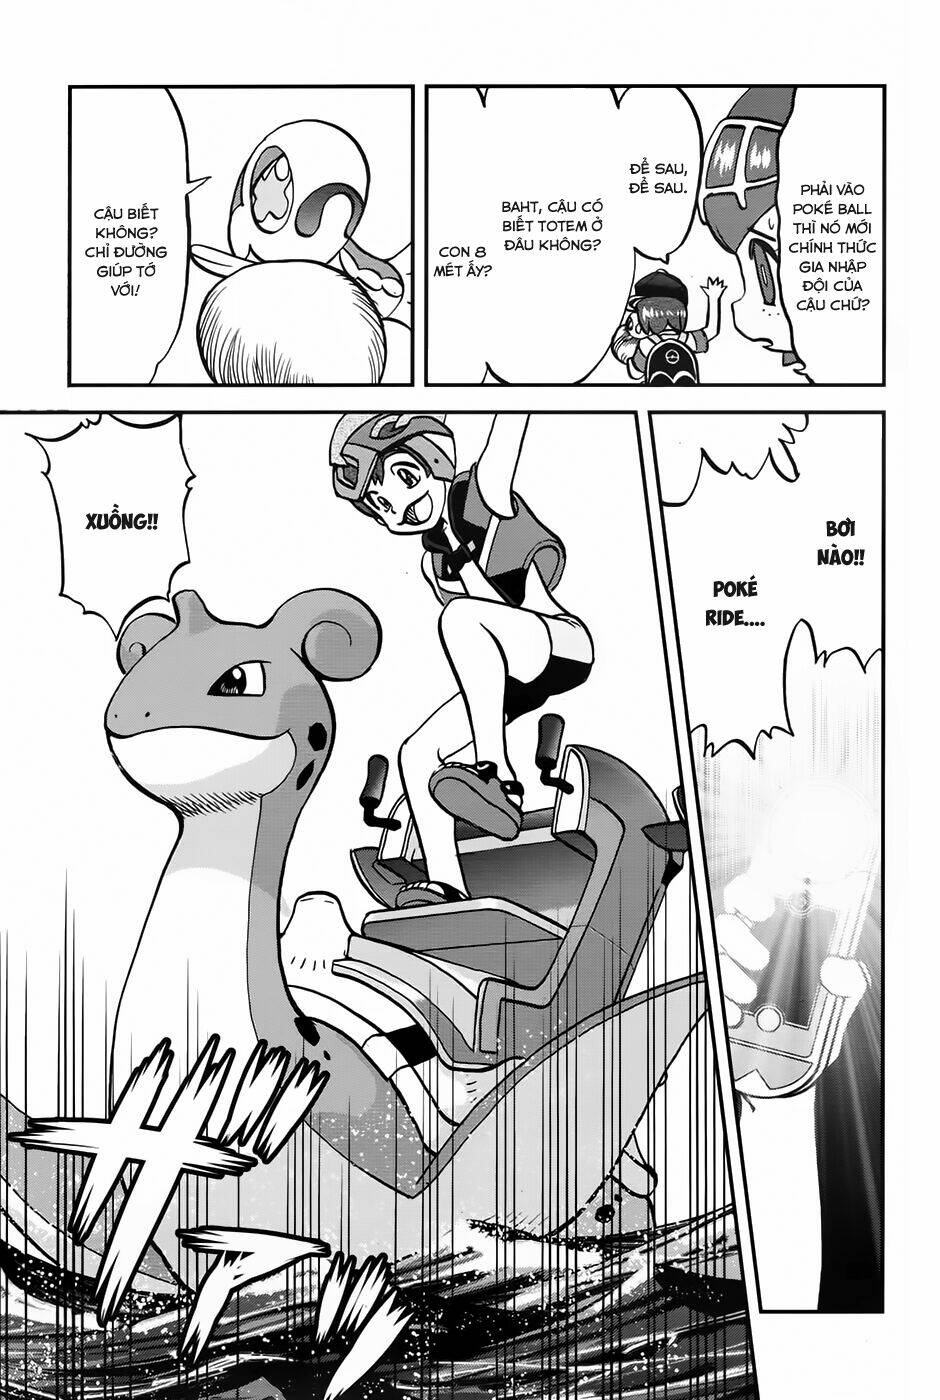 PHẢI VÀO
POKÉ BALL
THÌ NÓ MỚI
CHÍNH THỨC
GIA NHẬP
ĐỘI CỦA
CẬU CHỨ?
ĐỂ SAU,
ĐỂ SAU.
BAHT, CẬU CÓ
BIẾT TOTEM Ở
ĐÂU KHÔNG?
CON 8
MÉT ẤY?
CẬU BIẾT
KHÔNG?
CHỈ ĐƯỜNG
GIÚP TỚ
VỚI!
BƠI
NÀO!!
POKÉ
RIDE....
XUỒNG!!